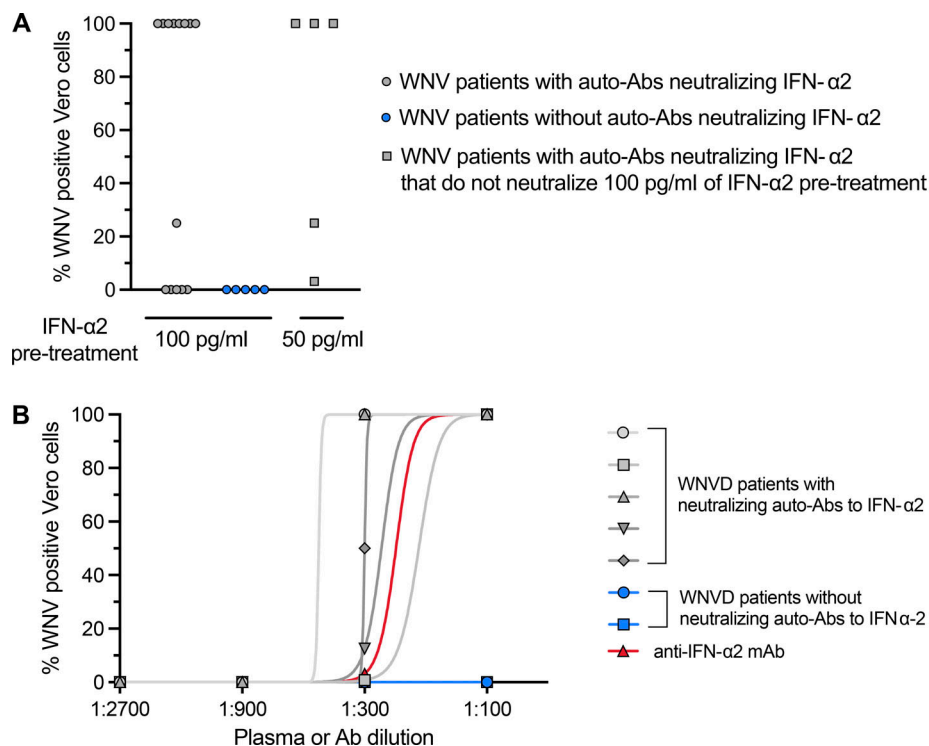 A
% WNV positive Vero cells
100
80
60
40
20
0
IFN-α2
pre-treatment
100 pg/ml
50 pg/ml
WNV patients with auto-Abs neutralizing IFN- α2
WNV patients without auto-Abs neutralizing IFN- α2
WNV patients with auto-Abs neutralizing IFN- α2
that do not neutralize 100 pg/ml of IFN-α2 pre-treatment
B
% WNV positive Vero cells
100
80
60
40
20
0
1:2700
1:900
1:300
1:100
Plasma or Ab dilution
WNVD patients with
neutralizing auto-Abs to IFN- α2
WNVD patients without
neutralizing auto-Abs to IFN α-2
anti-IFN-α2 mAb